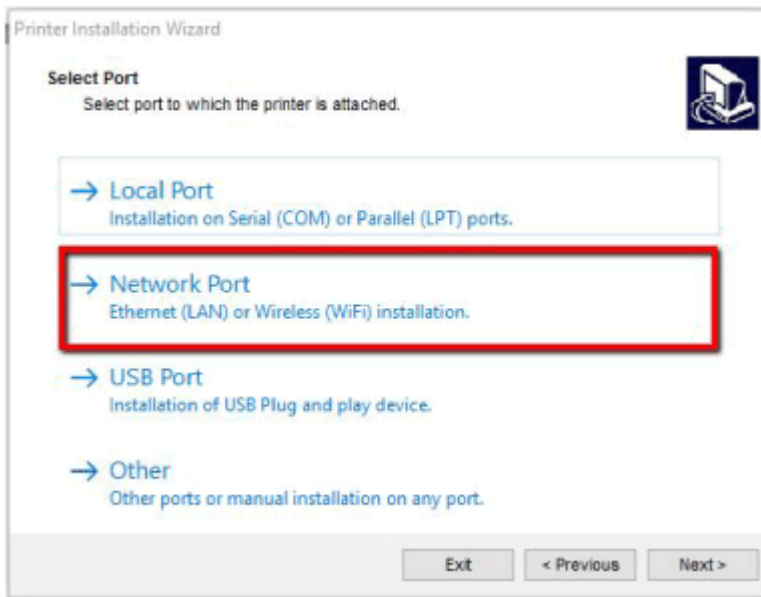 Printer Installation Wizard
Select Port
Select port to which the printer is attached.
→ Local Port
Installation on Serial (COM) or Parallel (LPT) ports.
→ Network Port
Ethernet (LAN) or Wireless (WiFi) installation.
→ USB Port
Installation of USB Plug and play device.
→ Other
Other ports or manual installation on any port.
Exit < Previous Next >